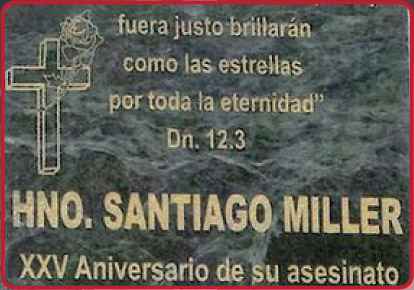 fuera justo brillarán
como las estrellas
por toda la eternidad”
Dn. 12.3
HNO. SANTIAGO MILLER
XXV Aniversario de su asesinato